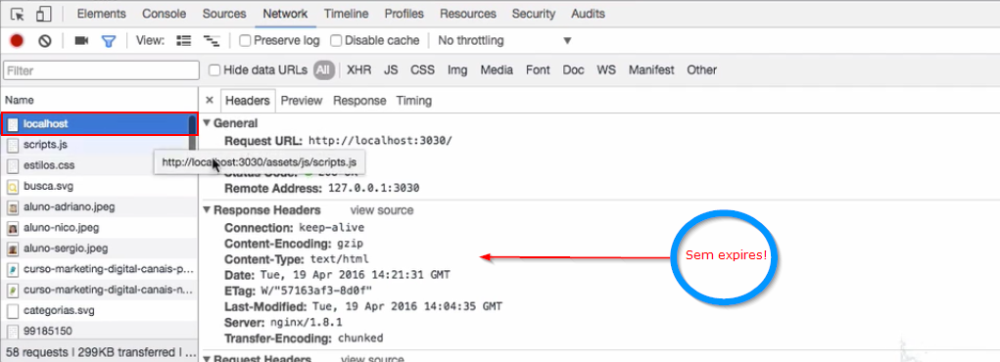 Elements Console Sources Network Timeline Profiles Resources Security Audits
View: Preserve log Disable cache No throttling
Filter Hide data URLs All XHR JS CSS Img Media Font Doc WS Manifest Other
Name
localhost
scripts.js
estilos.css
busca.svg
aluno-adriano.jpeg
aluno-nico.jpeg
aluno-sergio.jpeg
curso-marketing-digital-canais-p...
curso-marketing-digital-canais-n...
categorias.svg
99185150
58 requests | 299KB transferred | ...
http://localhost:3030/assets/js/scripts.js
× Headers Preview Response Timing
General
Request URL: http://localhost:3030/
Status Code: 200 OK
Remote Address: 127.0.0.1:3030
Response Headers view source
Connection: keep-alive
Content-Encoding: gzip
Content-Type: text/html
Date: Tue, 19 Apr 2016 14:21:31 GMT
ETag: W/"57163af3-8d0f"
Last-Modified: Tue, 19 Apr 2016 14:04:35 GMT
Server: nginx/1.8.1
Transfer-Encoding: chunked
Request Headers view source
Sem expires!